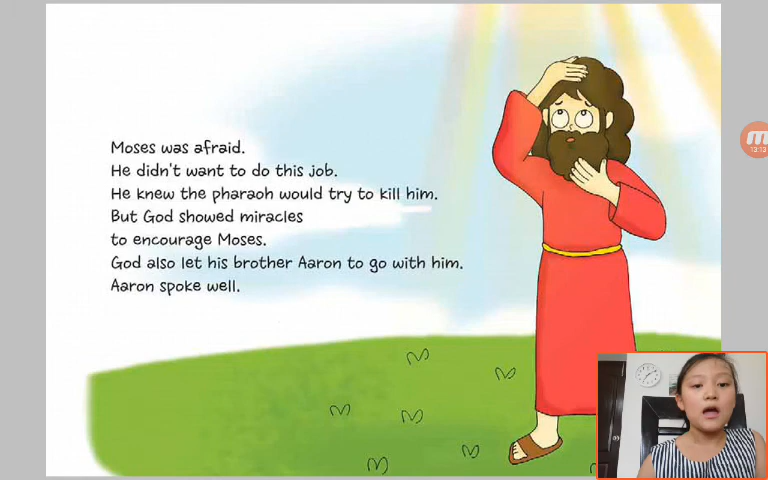 Moses was afraid.
He didn't want to do this job.
He knew the pharaoh would try to kill him.
But God showed miracles
to encourage Moses.
God also let his brother Aaron to go with him.
Aaron spoke well.
13:13